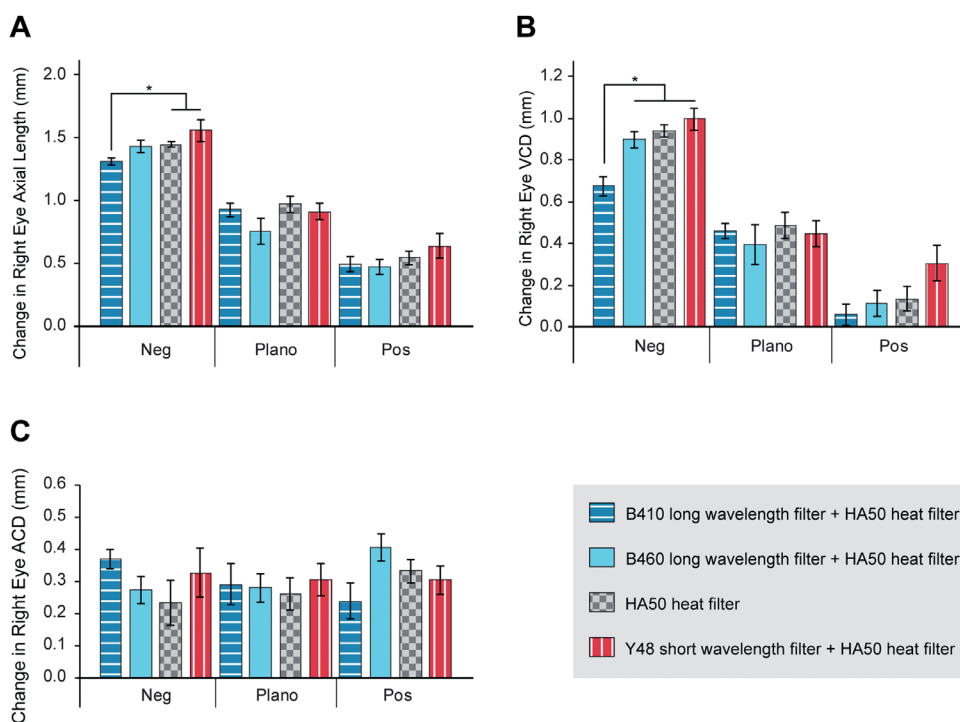 A
Change in Right Eye Axial Length (mm)
2.0
1.5
1.0
0.5
0.0
*
Neg
Plano
Pos
B
Change in Right Eye VCD (mm)
1.2
1.0
0.8
0.6
0.4
0.2
0.0
*
Neg
Plano
Pos
C
Change in Right Eye ACD (mm)
0.6
0.5
0.4
0.3
0.2
0.1
0.0
Neg
Plano
Pos
B410 long wavelength filter + HA50 heat filter
B460 long wavelength filter + HA50 heat filter
HA50 heat filter
Y48 short wavelength filter + HA50 heat filter